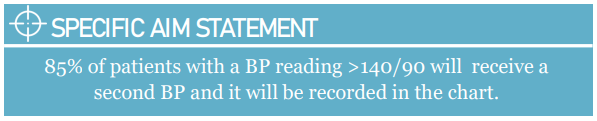 SPECIFIC AIM STATEMENT
85% of patients with a BP reading >140/90 will receive a
second BP and it will be recorded in the chart.